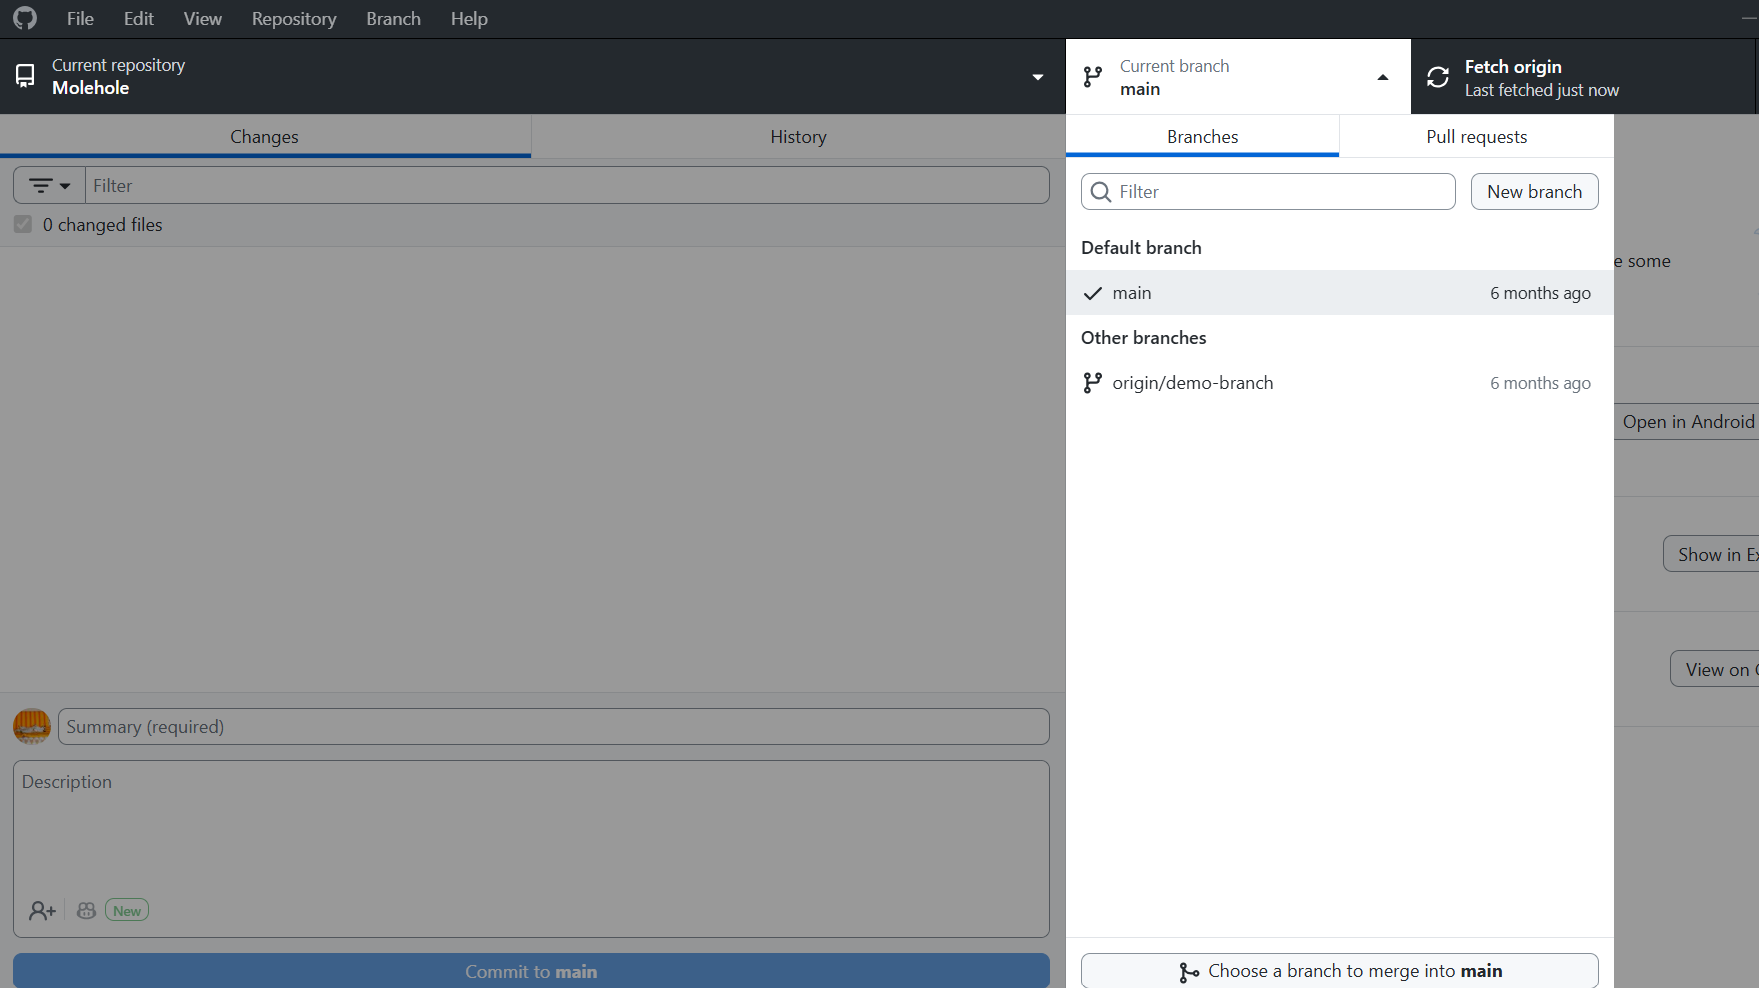 File Edit View Repository Branch Help
Current repository
Molehole
Current branch
main
Fetch origin
Last fetched just now
Changes
History
Branches
Pull requests
Filter
0 changed files
Filter
New branch
Default branch
main 6 months ago
Other branches
origin/demo-branch 6 months ago
e some
Open in Android
Show in Ex
View on
Summary (required)
Description
New
Commit to main
Choose a branch to merge into main